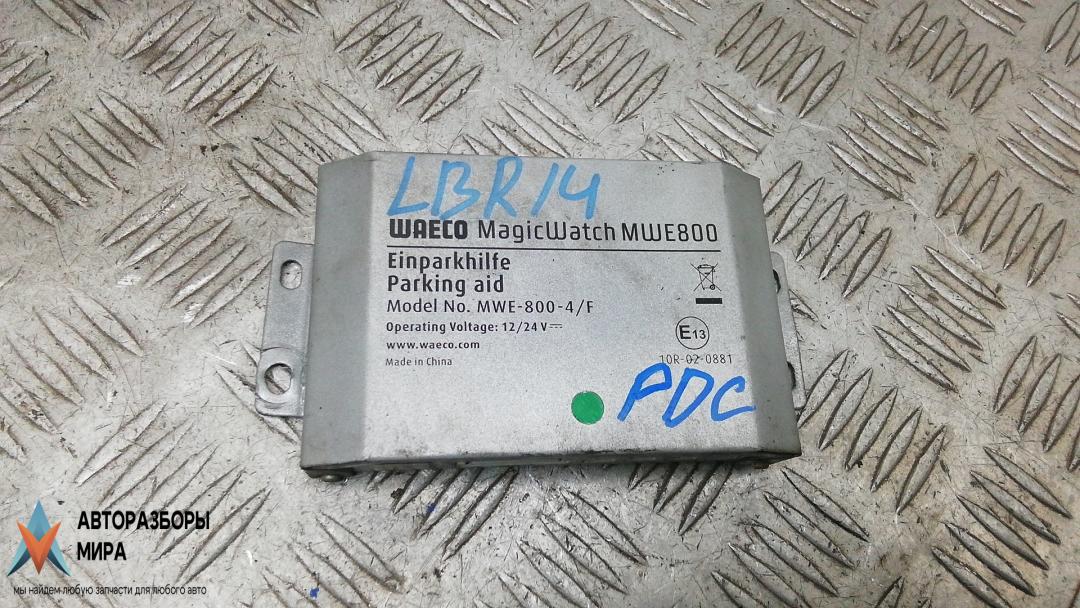 LBR14
WAECO MagicWatch MWE800
Einparkhilfe
Parking aid
Model No. MWE-800-4/F
Operating Voltage: 12/24 V⎓
www.waeco.com
Made in China
E13
10R-02-0881
PDC
АВТОРАЗБОРЫ
МИРА
мы найдем любую запчасти для любого авто